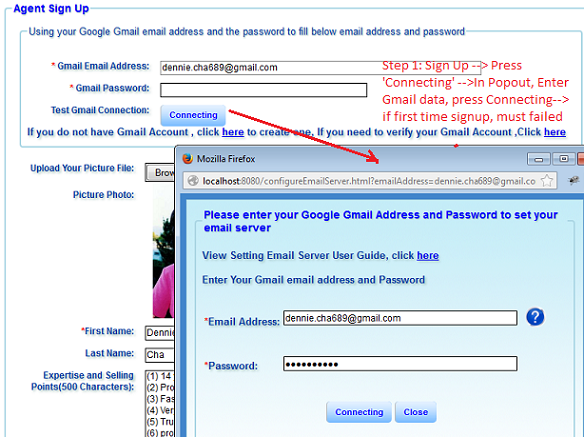 Agent Sign Up
Using your Google Gmail email address and the password to fill below email address and password
* Gmail Email Address: dennie.cha689@gmail.com
* Gmail Password:
Test Gmail Connection: Connecting
If you do not have Gmail Account , click here to create one. If you need to verify your Gmail Account ,Click here
Step 1: Sign Up --> Press
'Connecting' -->In Popout, Enter
Gmail data, press Connecting-->
if first time signup, must failed
Upload Your Picture File: Brow
Picture Photo:
*First Name: Dennie
Last Name: Cha
Expertise and Selling
Points(500 Characters):
(1) 14
(2) Pro
(3) Fas
(4) Ver
(5) Tru
(6) pro
Mozilla Firefox
localhost:8080/configureEmailServer.html?emailAddress=dennie.cha689@gmail.co
Please enter your Google Gmail Address and Password to set your
email server
View Setting Email Server User Guide, click here
Enter Your Gmail email address and Password
*Email Address: dennie.cha689@gmail.com ?
*Password: ••••••••••
Connecting Close